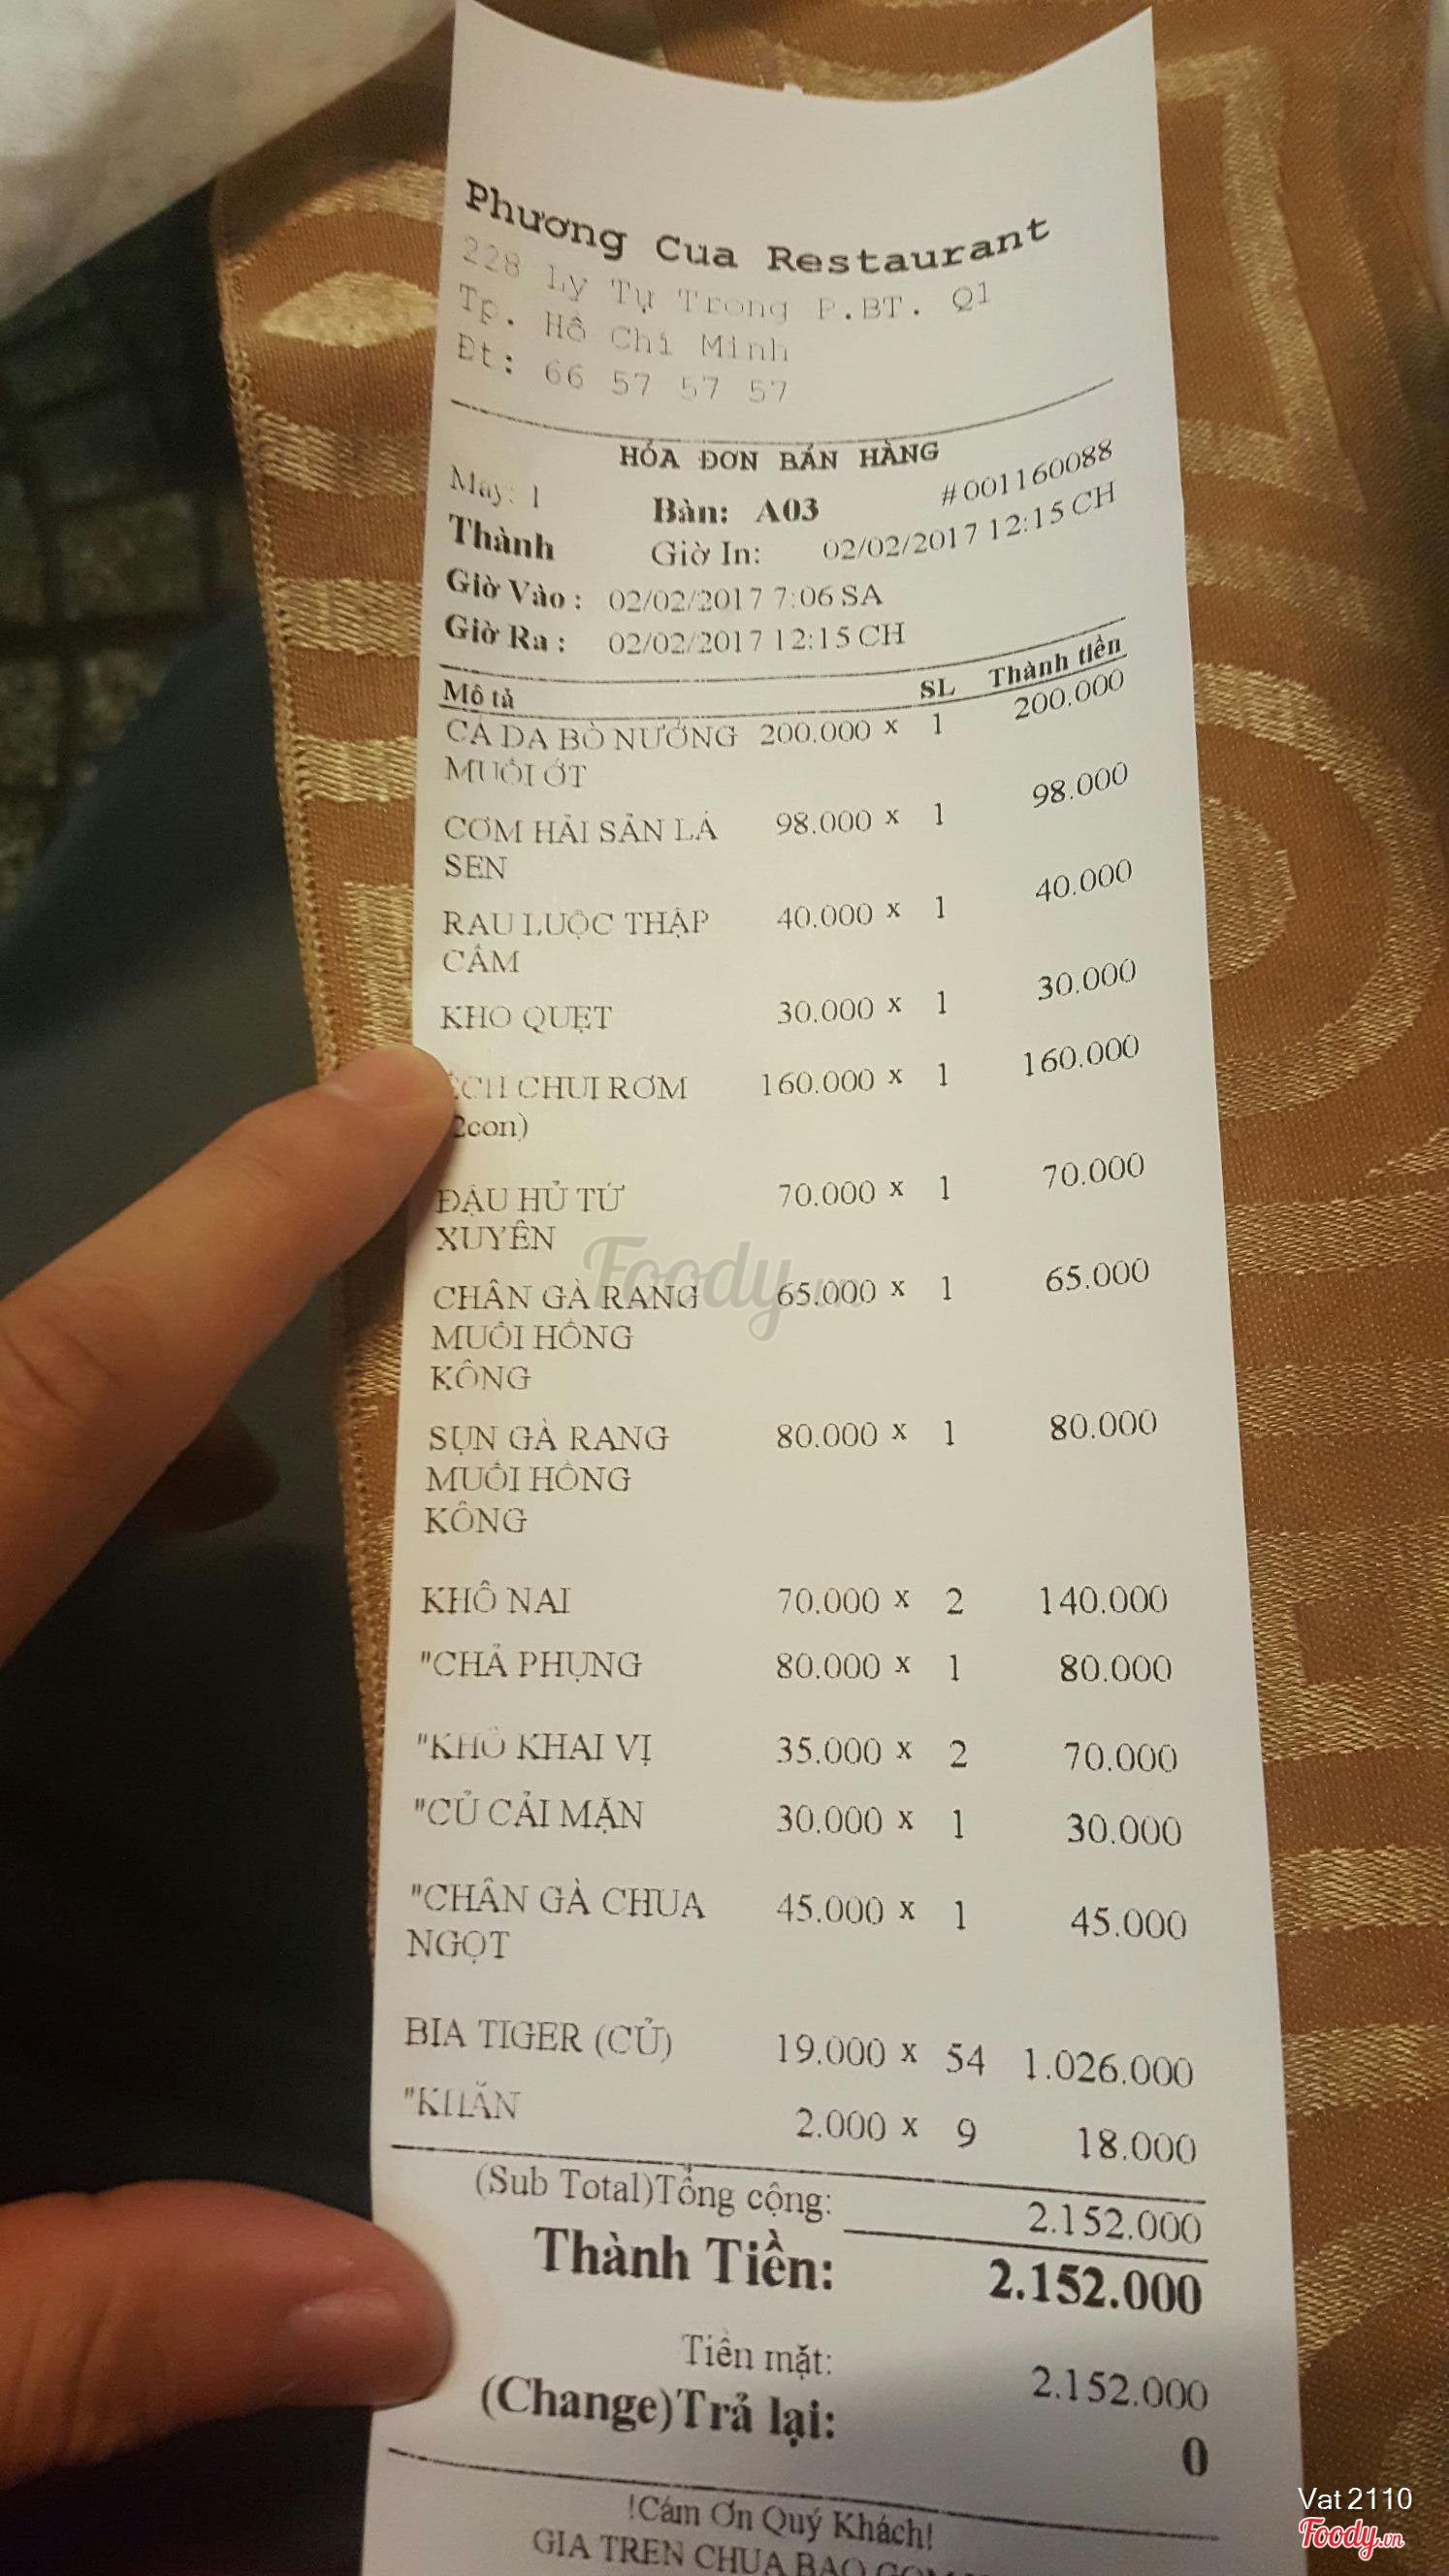 Phương Cua Restaurant
228 Lý Tự Trong P.BT. Q1
Tp. Hồ Chí Minh
Đt: 66 57 57 57
HÓA ĐƠN BÁN HÀNG
May: 1 Bàn: A03 #001160088
Thành Giờ In: 02/02/2017 12:15 CH
Giờ Vào : 02/02/2017 7:06 SA
Giờ Ra : 02/02/2017 12:15 CH
Mô tả SL Thành tiền
CÁ DA BÒ NƯỚNG 200.000 x 1 200.000
MUỐI ỚT
CƠM HẢI SẢN LÁ 98.000 x 1 98.000
SEN
RAU LUỘC THẬP 40.000 x 1 40.000
CẨM
KHO QUẸT 30.000 x 1 30.000
ẾCH CHUI RƠM 160.000 x 1 160.000
2con)
ĐẬU HỦ TỨ 70.000 x 1 70.000
XUYÊN
CHÂN GÀ RANG 65.000 x 1 65.000
MUỐI HỒNG
KÔNG
SỤN GÀ RANG 80.000 x 1 80.000
MUỐI HỒNG
KÔNG
KHÔ NAI 70.000 x 2 140.000
"CHẢ PHỤNG 80.000 x 1 80.000
"KHÔ KHAI VỊ 35.000 x 2 70.000
"CỦ CẢI MẶN 30.000 x 1 30.000
"CHÂN GÀ CHUA 45.000 x 1 45.000
NGỌT
BIA TIGER (CỦ) 19.000 x 54 1.026.000
"KHĂN 2.000 x 9 18.000
(Sub Total)Tổng cộng: 2.152.000
Thành Tiền: 2.152.000
Tiền mặt: 2.152.000
(Change)Trả lại: 0
!Cám Ơn Quý Khách!
GIA TREN CHUA BAO
Foody.vn
Vat 2110
Foody.vn